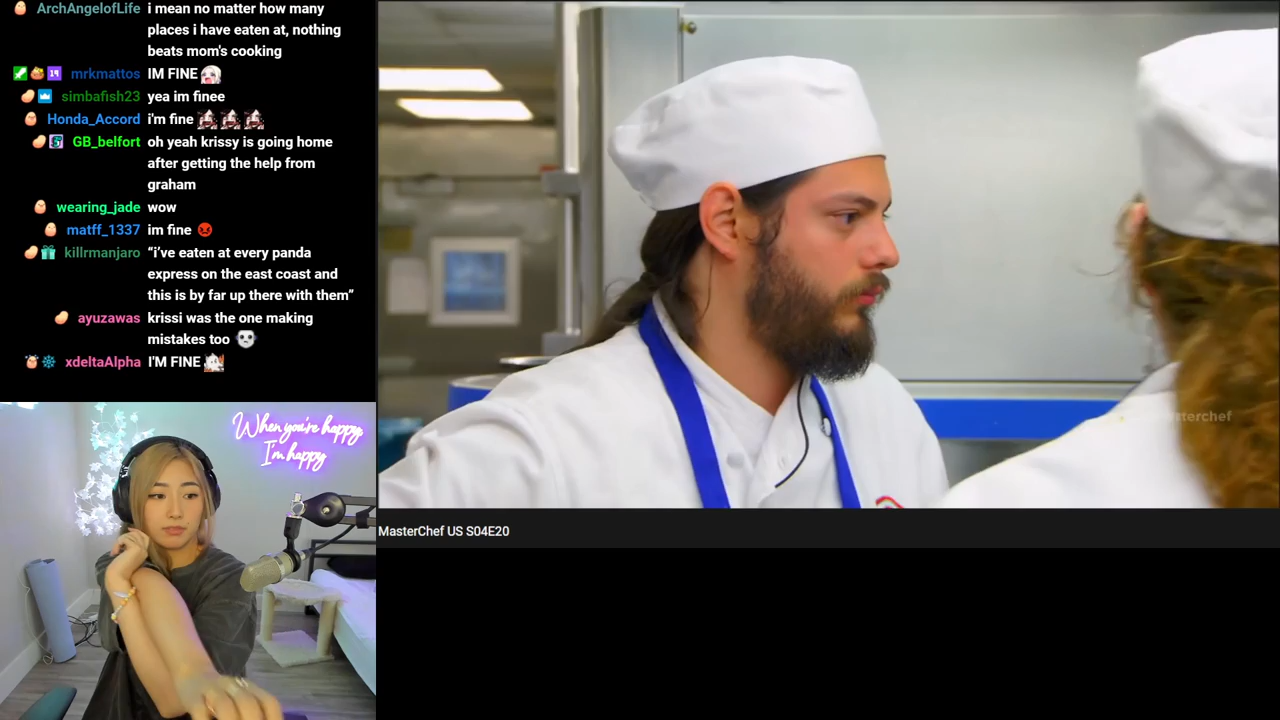 ArchAngelofLife i mean no matter how many
places i have eaten at, nothing
beats mom's cooking
mrkmattos IM FINE
simbafish23 yea im finee
Honda_Accord i'm fine
GB_belfort oh yeah krissy is going home
after getting the help from
graham
wearing_jade wow
matff_1337 im fine
killrmanjaro “i’ve eaten at every panda
express on the east coast and
this is by far up there with them”
ayuzawas krissi was the one making
mistakes too
xdeltaAlpha I'M FINE
When you're happy,
I'm happy
MasterChef US S04E20